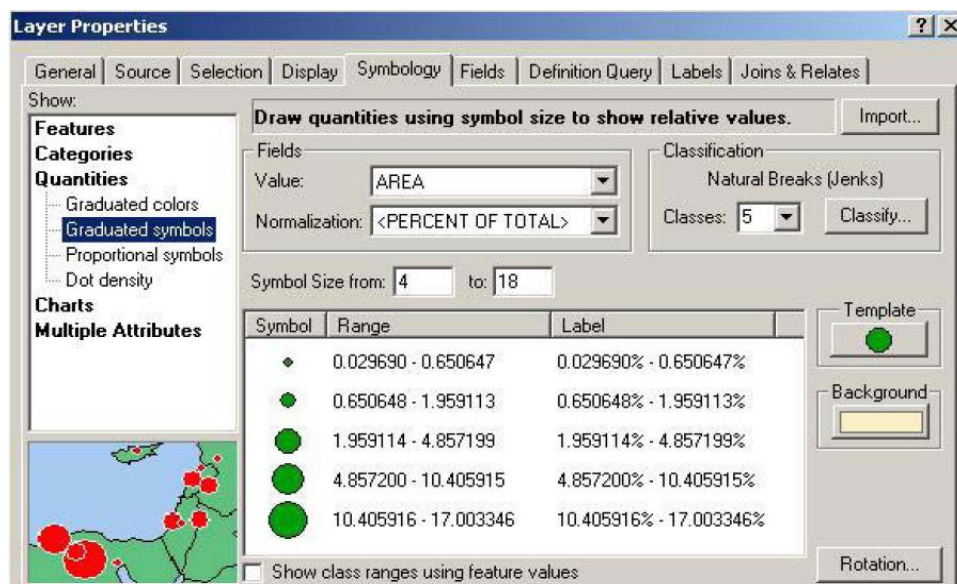 Layer Properties
General Source Selection Display Symbology Fields Definition Query Labels Joins & Relates
Show:
Features
Categories
Quantities
Graduated colors
Graduated symbols
Proportional symbols
Dot density
Charts
Multiple Attributes
Draw quantities using symbol size to show relative values.
Import...
Fields
Value: AREA
Normalization: <PERCENT OF TOTAL>
Classification
Natural Breaks (Jenks)
Classes: 5 Classify...
Symbol Size from: 4 to: 18
Symbol Range Label
0.029690 - 0.650647 0.029690% - 0.650647%
0.650648 - 1.959113 0.650648% - 1.959113%
1.959114 - 4.857199 1.959114% - 4.857199%
4.857200 - 10.405915 4.857200% - 10.405915%
10.405916 - 17.003346 10.405916% - 17.003346%
Template
Background
Show class ranges using feature values
Rotation...